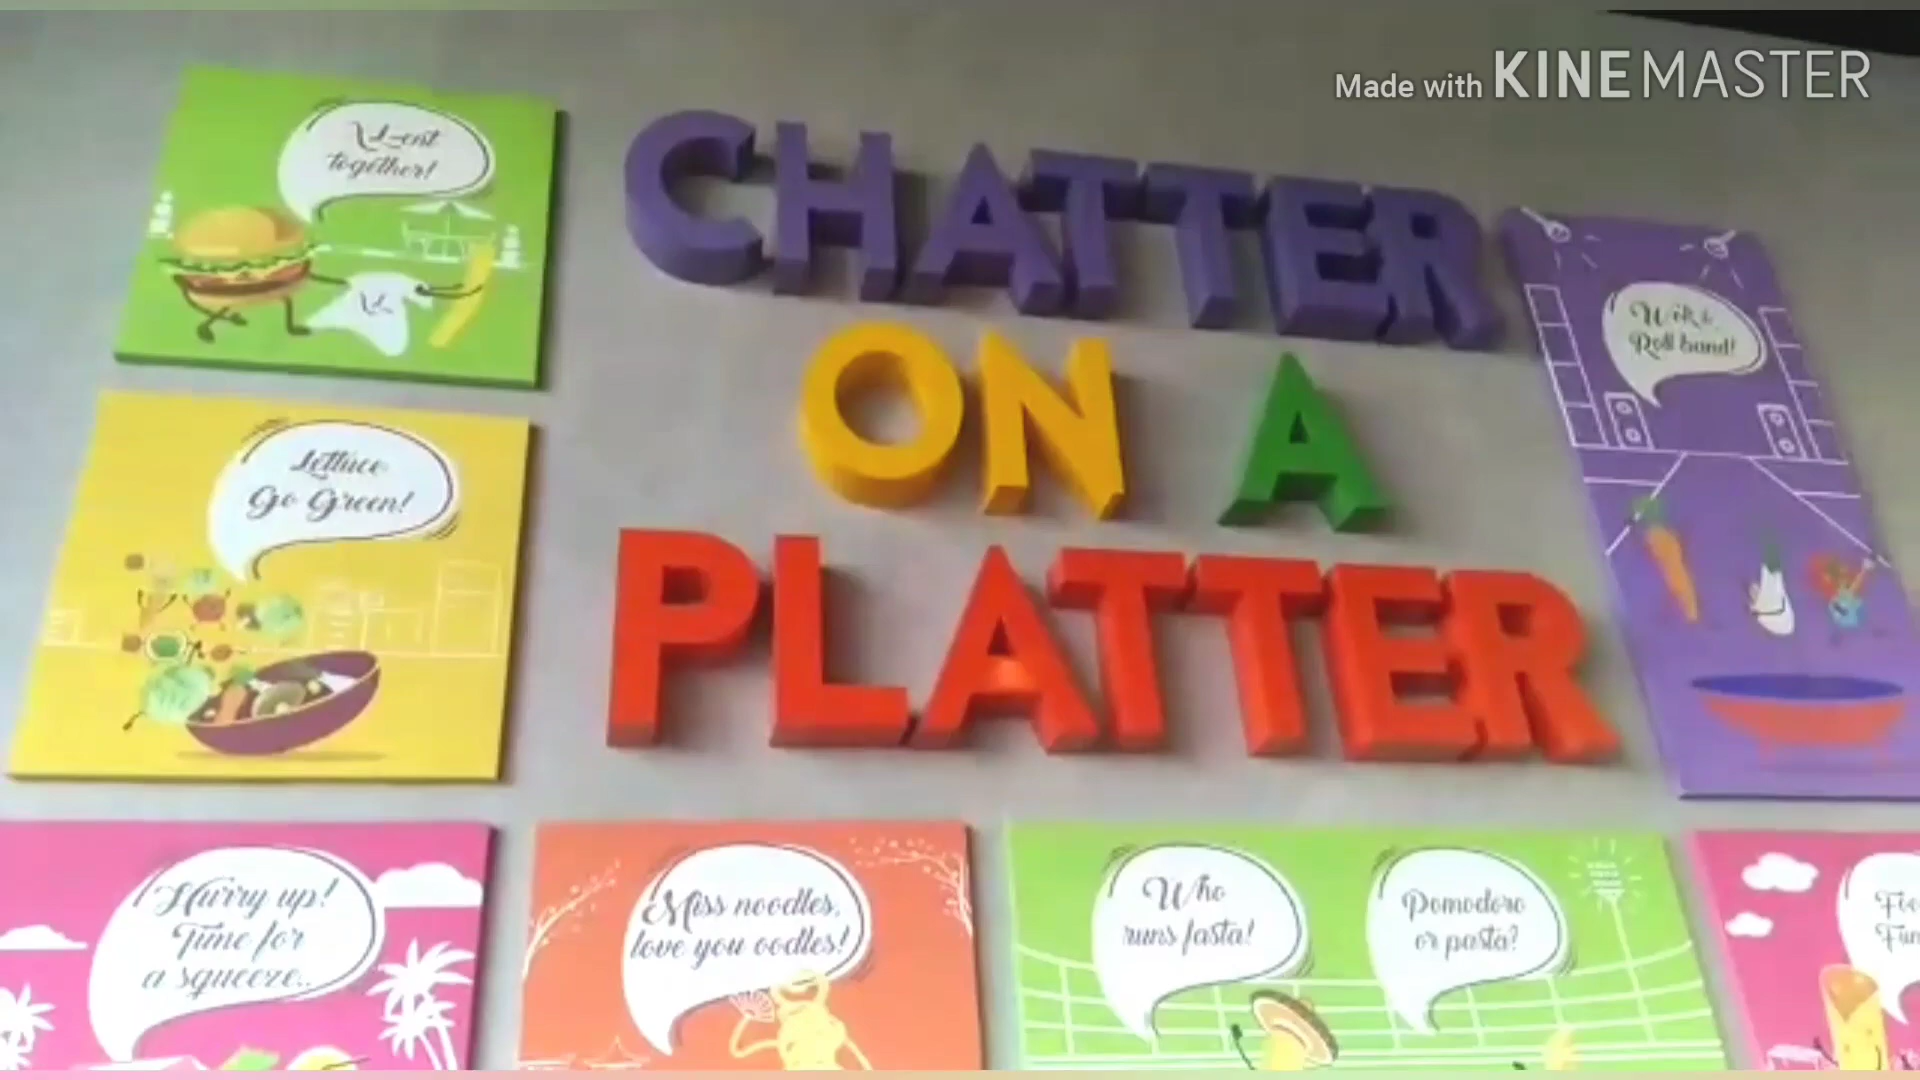 Made with KINEMASTER
together!
CHATTER
ON A
PLATTER
Roll band!
Lettuce
Go Green!
Hurry up!
Time for
a squeeze..
Miss noodles,
love you oodles!
Who
runs fasta!
Pomodoro
or pasta?